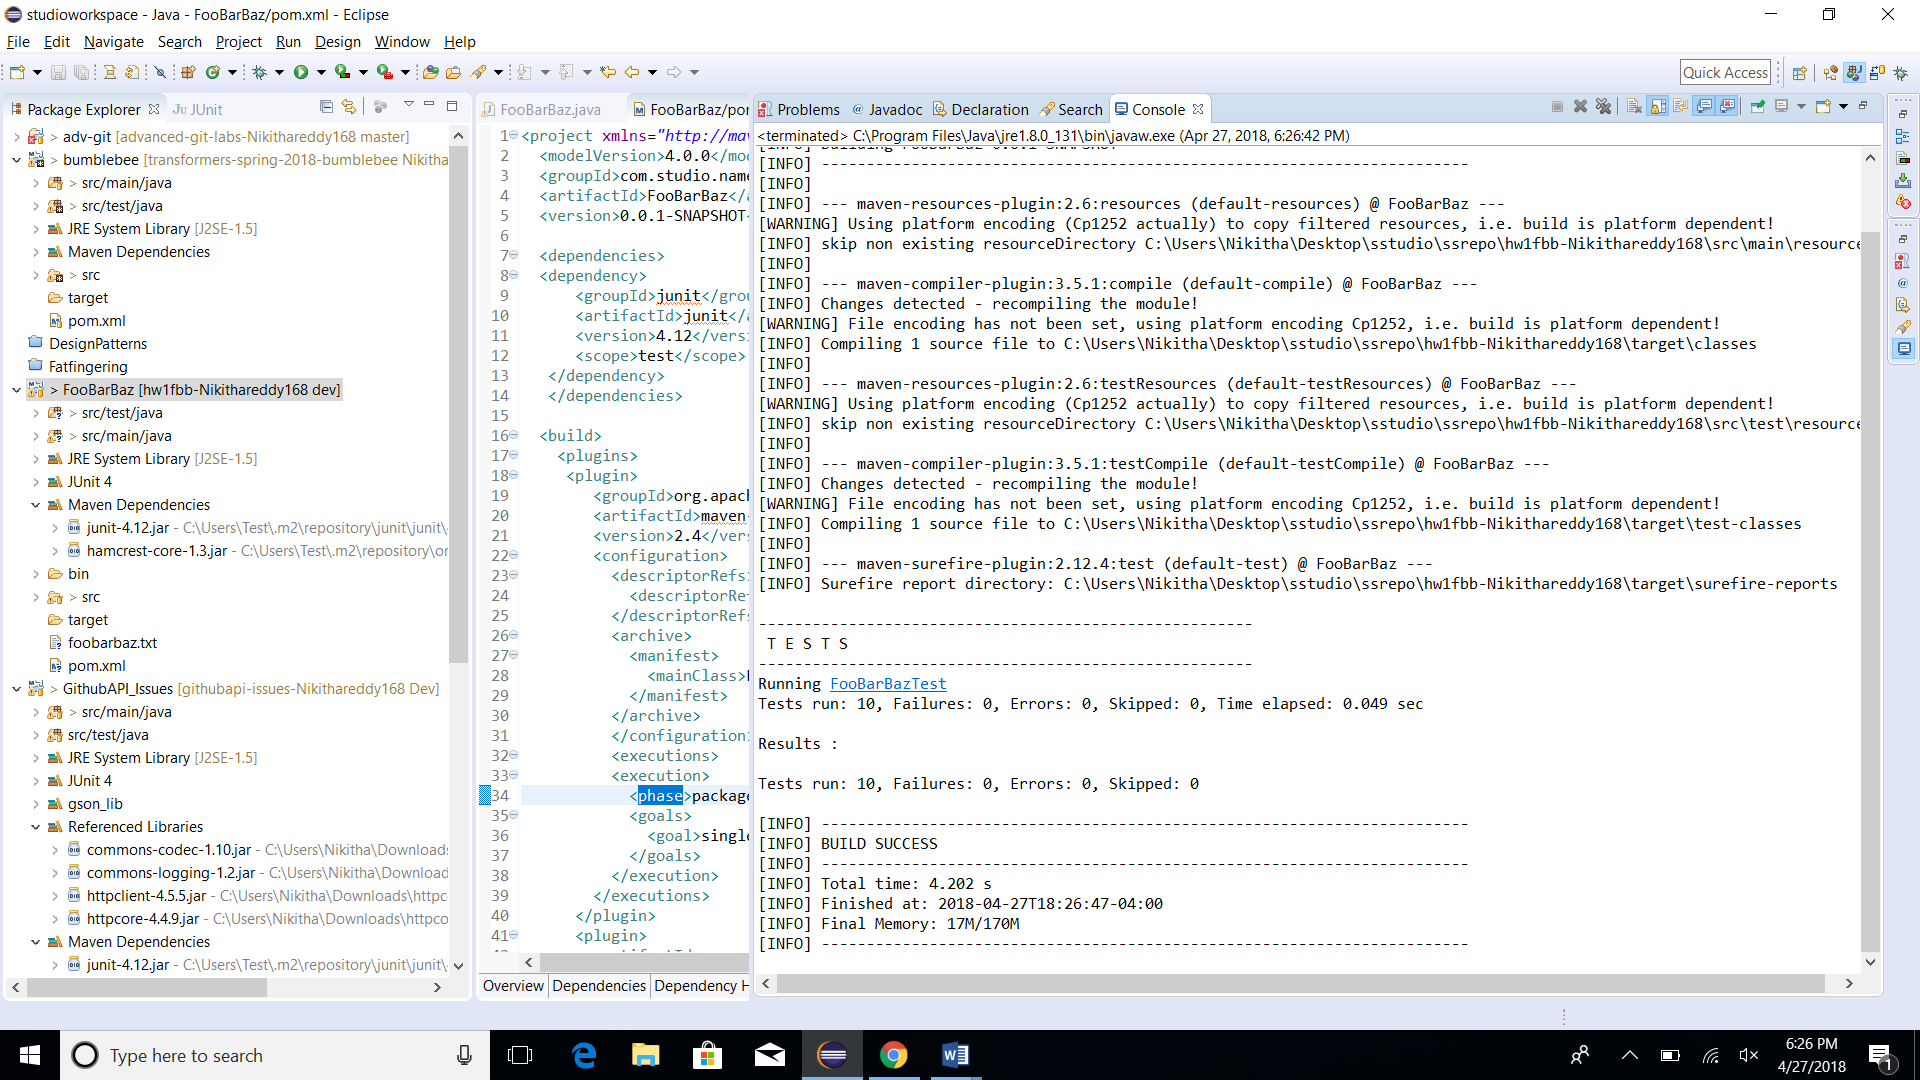 studioworkspace - Java - FooBarBaz/pom.xml - Eclipse
File Edit Navigate Search Project Run Design Window Help
Quick Access
Package Explorer
JUnit
> adv-git [advanced-git-labs-Nikithareddy168 master]
> bumblebee [transformers-spring-2018-bumblebee Nikitha
> src/main/java
> src/test/java
JRE System Library [J2SE-1.5]
Maven Dependencies
> src
target
pom.xml
DesignPatterns
Fatfingering
> FooBarBaz [hw1fbb-Nikithareddy168 dev]
> src/test/java
> src/main/java
JRE System Library [J2SE-1.5]
JUnit 4
Maven Dependencies
junit-4.12.jar - C:\Users\Test\.m2\repository\junit\junit\
hamcrest-core-1.3.jar - C:\Users\Test\.m2\repository\or
bin
> src
target
foobarbaz.txt
pom.xml
> GithubAPI_Issues [githubapi-issues-Nikithareddy168 Dev]
> src/main/java
src/test/java
JRE System Library [J2SE-1.5]
JUnit 4
gson_lib
Referenced Libraries
commons-codec-1.10.jar - C:\Users\Nikitha\Downloads
commons-logging-1.2.jar - C:\Users\Nikitha\Download
httpclient-4.5.5.jar - C:\Users\Nikitha\Downloads\httpc
httpcore-4.4.9.jar - C:\Users\Nikitha\Downloads\httpco
Maven Dependencies
junit-4.12.jar - C:\Users\Test\.m2\repository\junit\junit\
FooBarBaz.java
FooBarBaz/pom
1 <project xmlns="http://mav
2 <modelVersion>4.0.0</mod
3 <groupId>com.studio.name
4 <artifactId>FooBarBaz</a
5 <version>0.0.1-SNAPSHOT<
6
7 <dependencies>
8 <dependency>
9 <groupId>junit</grou
10 <artifactId>junit</a
11 <version>4.12</versi
12 <scope>test</scope>
13 </dependency>
14 </dependencies>
15
16 <build>
17 <plugins>
18 <plugin>
19 <groupId>org.apach
20 <artifactId>maven-
21 <version>2.4</vers
22 <configuration>
23 <descriptorRefs>
24 <descriptorRef
25 </descriptorRefs
26 <archive>
27 <manifest>
28 <mainClass>
29 </manifest>
30 </archive>
31 </configuration>
32 <executions>
33 <execution>
34 <phase>package
35 <goals>
36 <goal>single
37 </goals>
38 </execution>
39 </executions>
40 </plugin>
41 <plugin>
Overview Dependencies Dependency H
Problems Javadoc Declaration Search Console
<terminated> C:\Program Files\Java\jre1.8.0_131\bin\javaw.exe (Apr 27, 2018, 6:26:42 PM)
[INFO] Building FooBarBaz 0.0.1-SNAPSHOT
[INFO] ------------------------------------------------------------------------
[INFO]
[INFO] --- maven-resources-plugin:2.6:resources (default-resources) @ FooBarBaz ---
[WARNING] Using platform encoding (Cp1252 actually) to copy filtered resources, i.e. build is platform dependent!
[INFO] skip non existing resourceDirectory C:\Users\Nikitha\Desktop\sstudio\ssrepo\hw1fbb-Nikithareddy168\src\main\resource
[INFO]
[INFO] --- maven-compiler-plugin:3.5.1:compile (default-compile) @ FooBarBaz ---
[INFO] Changes detected - recompiling the module!
[WARNING] File encoding has not been set, using platform encoding Cp1252, i.e. build is platform dependent!
[INFO] Compiling 1 source file to C:\Users\Nikitha\Desktop\sstudio\ssrepo\hw1fbb-Nikithareddy168\target\classes
[INFO]
[INFO] --- maven-resources-plugin:2.6:testResources (default-testResources) @ FooBarBaz ---
[WARNING] Using platform encoding (Cp1252 actually) to copy filtered resources, i.e. build is platform dependent!
[INFO] skip non existing resourceDirectory C:\Users\Nikitha\Desktop\sstudio\ssrepo\hw1fbb-Nikithareddy168\src\test\resource
[INFO]
[INFO] --- maven-compiler-plugin:3.5.1:testCompile (default-testCompile) @ FooBarBaz ---
[INFO] Changes detected - recompiling the module!
[WARNING] File encoding has not been set, using platform encoding Cp1252, i.e. build is platform dependent!
[INFO] Compiling 1 source file to C:\Users\Nikitha\Desktop\sstudio\ssrepo\hw1fbb-Nikithareddy168\target\test-classes
[INFO]
[INFO] --- maven-surefire-plugin:2.12.4:test (default-test) @ FooBarBaz ---
[INFO] Surefire report directory: C:\Users\Nikitha\Desktop\sstudio\ssrepo\hw1fbb-Nikithareddy168\target\surefire-reports
-------------------------------------------------------
T E S T S
-------------------------------------------------------
Running FooBarBazTest
Tests run: 10, Failures: 0, Errors: 0, Skipped: 0, Time elapsed: 0.049 sec
Results :
Tests run: 10, Failures: 0, Errors: 0, Skipped: 0
[INFO] ------------------------------------------------------------------------
[INFO] BUILD SUCCESS
[INFO] ------------------------------------------------------------------------
[INFO] Total time: 4.202 s
[INFO] Finished at: 2018-04-27T18:26:47-04:00
[INFO] Final Memory: 17M/170M
[INFO] ------------------------------------------------------------------------
Type here to search
6:26 PM
4/27/2018
1